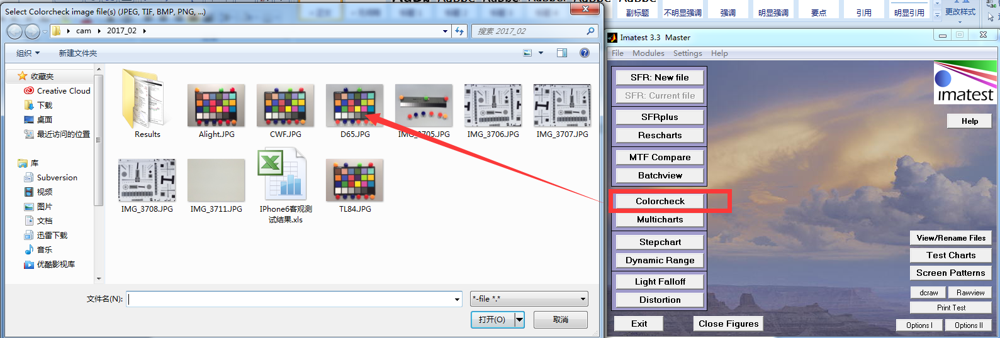 Select Colorcheck image file(s) (JPEG, TIF, BMP, PNG, ...)
cam
2017_02
搜索 2017_02
组织
新建文件夹
收藏夹
Creative Cloud
下载
桌面
最近访问的位置
库
Subversion
视频
图片
文档
迅雷下载
音乐
优酷影视库
Results
Alight.JPG
CWF.JPG
D65.JPG
IMG_3705.JPG
IMG_3706.JPG
IMG_3707.JPG
IMG_3708.JPG
IMG_3711.JPG
IPhone6客观测
试结果.xls
TL84.JPG
文件名(N):
*-file *.*
打开(O)
取消
副标题
不明显强调
强调
明显强调
要点
引用
明显引用
更改样式
Imatest 3.3 Master
File Modules Settings Help
SFR: New file
SFR: Current file
SFRplus
Rescharts
MTF Compare
Batchview
Colorcheck
Multicharts
Stepchart
Dynamic Range
Light Falloff
Distortion
Exit
Close Figures
imatest
Help
View/Rename Files
Test Charts
Screen Patterns
dcraw
Rawview
Print Test
Options I
Options II